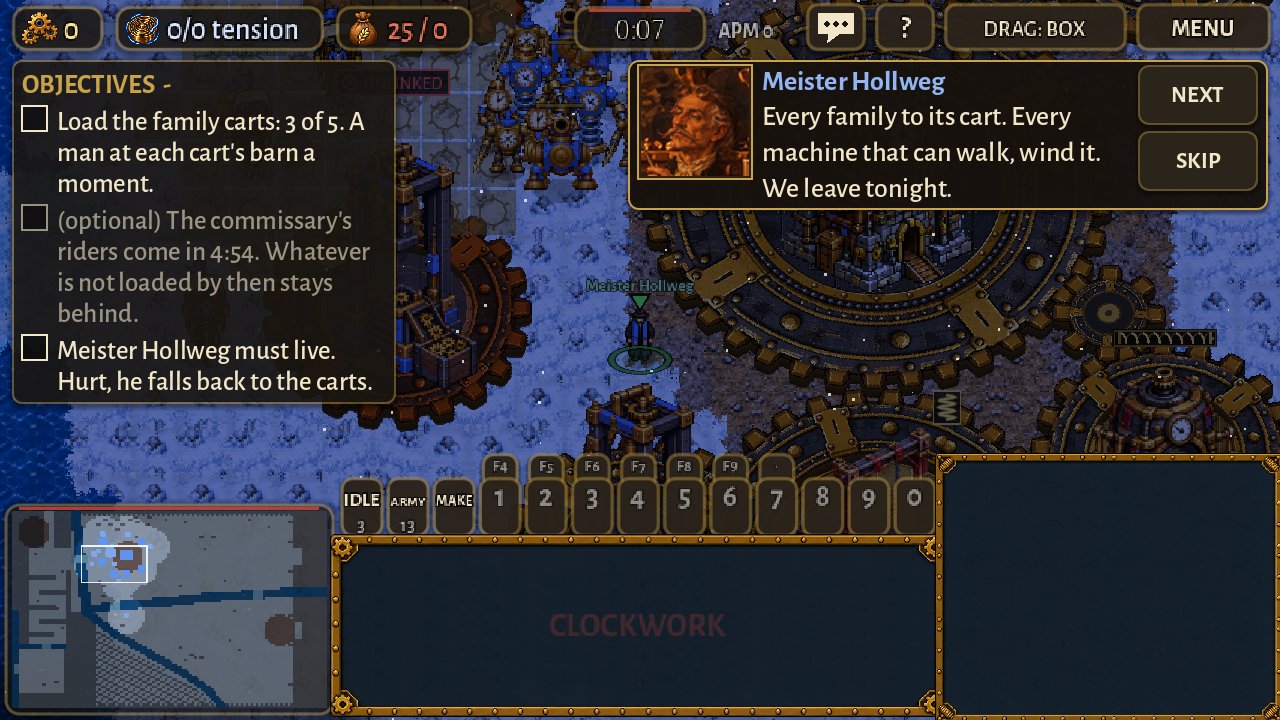 0
0/0 tension
25 / 0
0:07
APM 0
?
DRAG: BOX
MENU
OBJECTIVES -
Load the family carts: 3 of 5. A
man at each cart's barn a
moment.
(optional) The commissary's
riders come in 4:54. Whatever
is not loaded by then stays
behind.
Meister Hollweg must live.
Hurt, he falls back to the carts.
Meister Hollweg
Every family to its cart. Every
machine that can walk, wind it.
We leave tonight.
NEXT
SKIP
Meister Hollweg
F4
F5
F6
F7
F8
F9
IDLE
3
ARMY
13
MAKE
1
2
3
4
5
6
7
8
9
0
CLOCKWORK